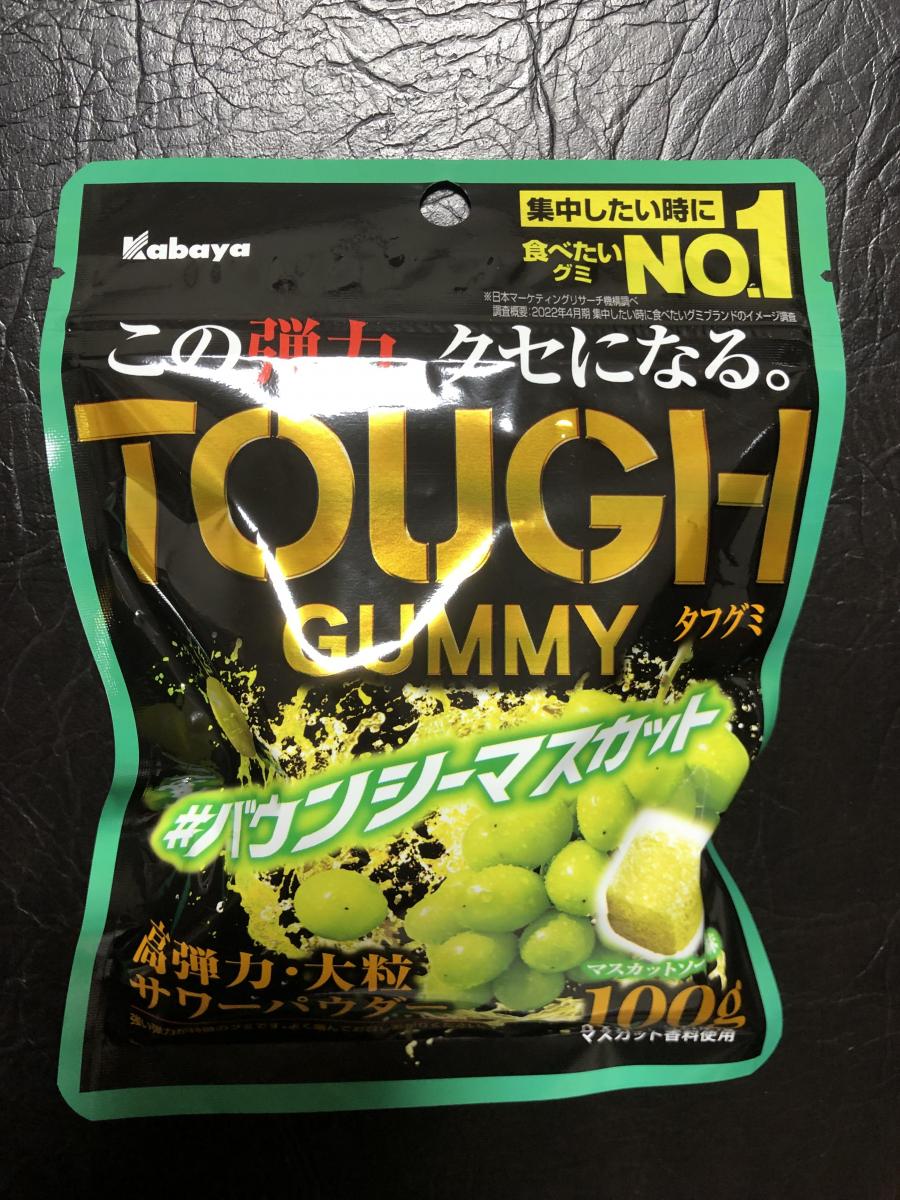 Kabaya
集中したい時に
食べたい
グミ
NO.1
※日本マーケティングリサーチ機構調べ
調査概要:2022年4月期 集中したい時に食べたいグミブランドのイメージ調査
この弾力、クセになる。
TOUGH
GUMMY
タフグミ
#バウンシーマスカット
高弾力・大粒
サワーパウダー
マスカットソーダ味
100g
マスカット香料使用